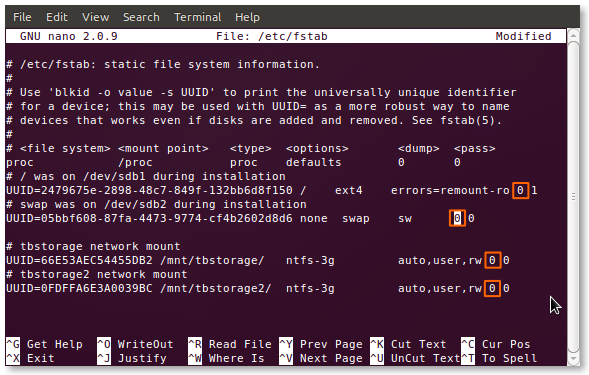 File Edit View Search Terminal Help
GNU nano 2.0.9 File: /etc/fstab Modified
# /etc/fstab: static file system information.
#
# Use 'blkid -o value -s UUID' to print the universally unique identifier
# for a device; this may be used with UUID= as a more robust way to name
# devices that works even if disks are added and removed. See fstab(5).
#
# <file system> <mount point> <type> <options> <dump> <pass>
proc /proc proc defaults 0 0
# / was on /dev/sdb1 during installation
UUID=2479675e-2898-48c7-849f-132bb6d8f150 / ext4 errors=remount-ro 0 1
# swap was on /dev/sdb2 during installation
UUID=05bbf608-87fa-4473-9774-cf4b2602d8d6 none swap sw 0 0
# tbstorage network mount
UUID=66E53AEC54455DB2 /mnt/tbstorage/ ntfs-3g auto,user,rw 0 0
# tbstorage2 network mount
UUID=0FDFFA6E3A0039BC /mnt/tbstorage2/ ntfs-3g auto,user,rw 0 0
^G Get Help ^O WriteOut ^R Read File ^Y Prev Page ^K Cut Text ^C Cur Pos
^X Exit ^J Justify ^W Where Is ^V Next Page ^U UnCut Text ^T To Spell